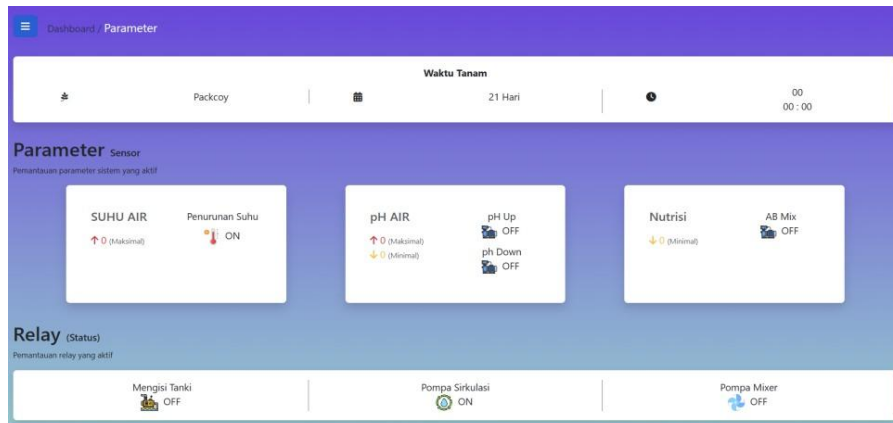 Dashboard / Parameter
Waktu Tanam
Packcoy
21 Hari
00
00 : 00
Parameter Sensor
Pemantauan parameter sistem yang aktif
SUHU AIR
↑ 0 (Maksimal)
Penurunan Suhu
ON
pH AIR
↑ 0 (Maksimal)
↓ 0 (Minimal)
pH Up
OFF
ph Down
OFF
Nutrisi
↓ 0 (Minimal)
AB Mix
OFF
Relay (Status)
Pemantauan relay yang aktif
Mengisi Tanki
OFF
Pompa Sirkulasi
ON
Pompa Mixer
OFF